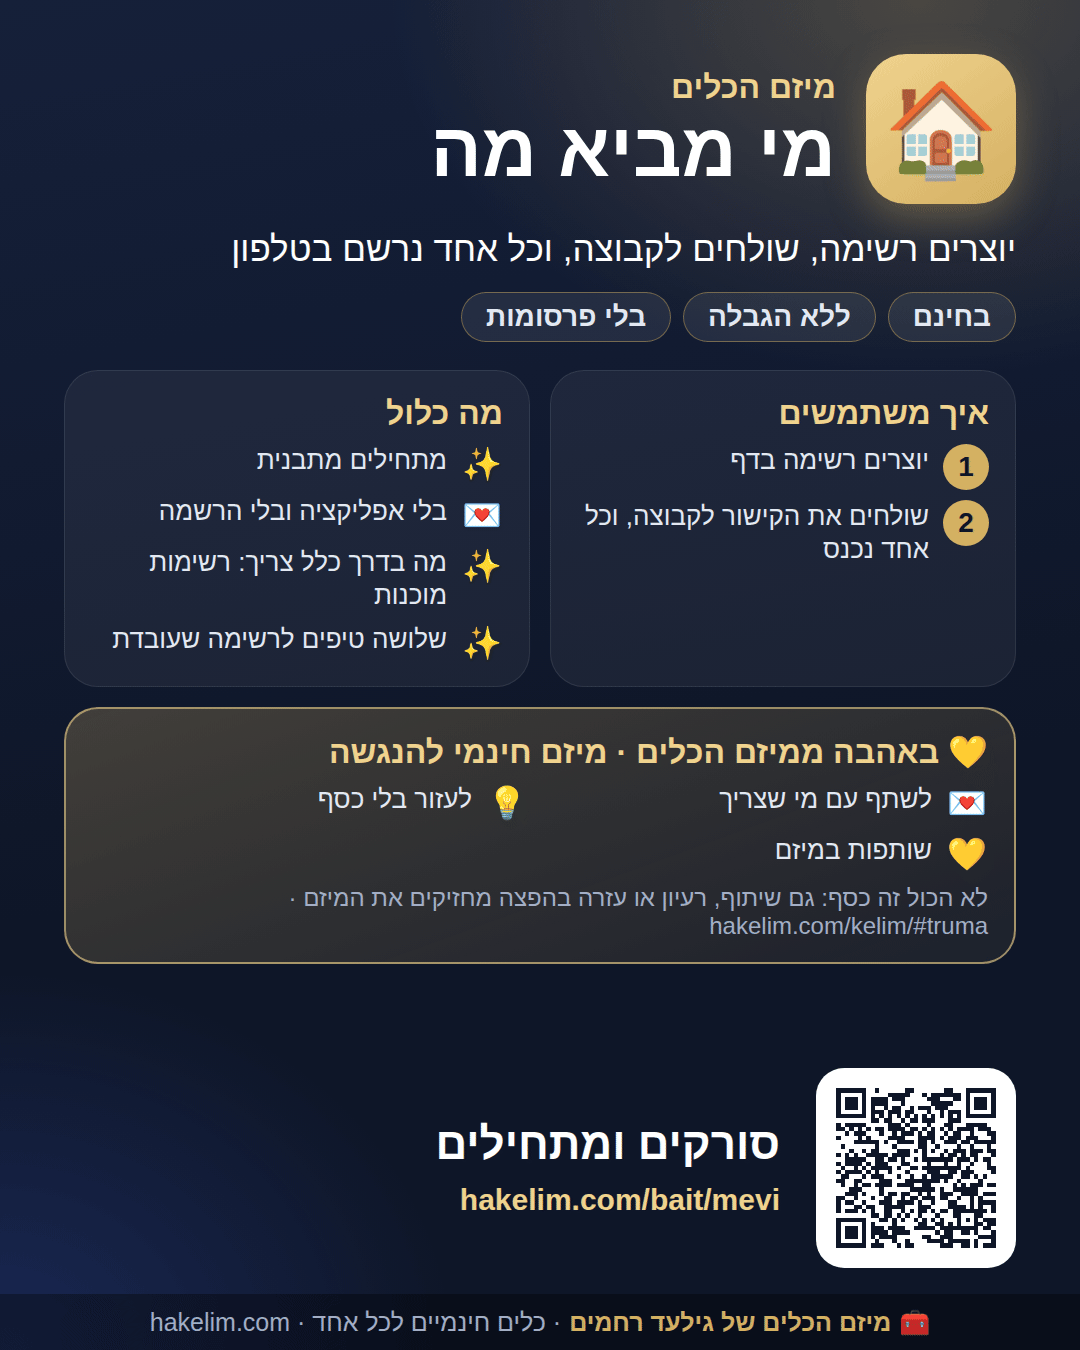 מיזם הכלים
מי מביא מה
יוצרים רשימה, שולחים לקבוצה, וכל אחד נרשם בטלפון
בחינם
ללא הגבלה
בלי פרסומות
איך משתמשים
1 יוצרים רשימה בדף
2 שולחים את הקישור לקבוצה, וכל
אחד נכנס
מה כלול
מתחילים מתבנית
בלי אפליקציה ובלי הרשמה
מה בדרך כלל צריך: רשימות
מוכנות
שלושה טיפים לרשימה שעובדת
באהבה ממיזם הכלים · מיזם חינמי להנגשה
לשתף עם מי שצריך
לעזור בלי כסף
שותפות במיזם
לא הכול זה כסף: גם שיתוף, רעיון או עזרה בהפצה מחזיקים את המיזם ·
hakelim.com/kelim/#truma
סורקים ומתחילים
hakelim.com/bait/mevi
מיזם הכלים של גילעד רחמים · כלים חינמיים לכל אחד · hakelim.com